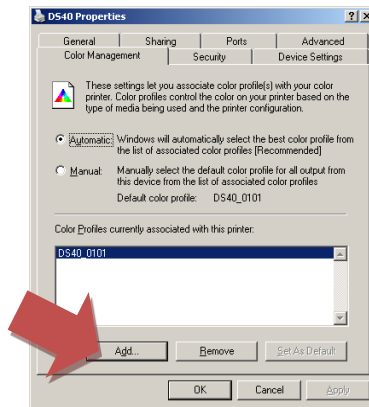 DS40 Properties
General Sharing Ports Advanced
Color Management Security Device Settings
These settings let you associate color profile(s) with your color
printer. Color profiles control the color on your printer based on the
type of media being used and the printer configuration.
Automatic: Windows will automatically select the best color profile from
the list of associated color profiles [Recommended]
Manual: Manually select the default color profile for all output from
this device from the list of associated color profiles
Default color profile: DS40_0101
Color Profiles currently associated with this printer:
DS40_0101
Add... Remove Set As Default
OK Cancel Apply